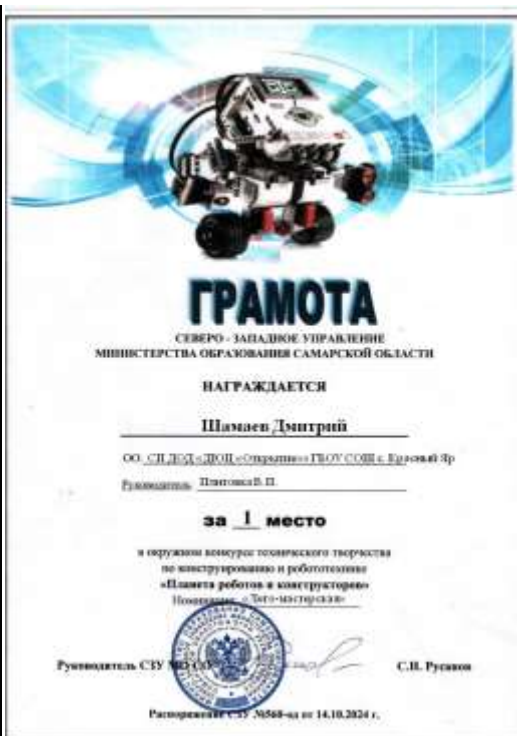 ГРАМОТА
СЕВЕРО - ЗАПАДНОЕ УПРАВЛЕНИЕ
МИНИСТЕРСТВА ОБРАЗОВАНИЯ САМАРСКОЙ ОБЛАСТИ
НАГРАЖДАЕТСЯ
Шамаев Дмитрий
ОО: СП ДОД «ДЮЦ «Открытие»» ГБОУ СОШ с. Красный Яр
Руководитель В.П.
за 1 место
в окружном конкурсе технического творчества
по конструированию и робототехнике
«Планета роботов и конструкторов»
Номинация: «Лего-мастерская»
Руководитель СЗУ МО СО С.Н. Русанов
Распоряжение СЗУ №560-од от 14.10.2024 г.